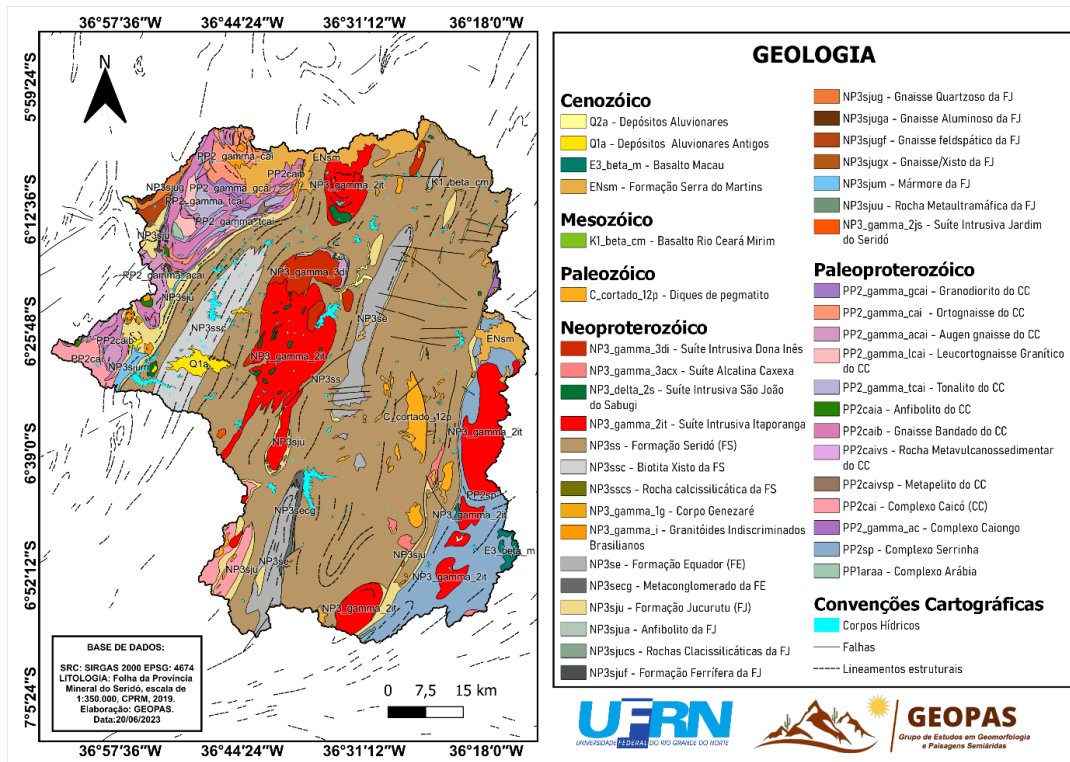 36°57'36"W 36°44'24"W 36°31'12"W 36°18'0"W
5°59'24"S
6°12'36"S
6°25'48"S
6°39'0"S
6°52'12"S
7°5'24"S
N
PP2_gamma_cai
ENsm
PP2caib
NP3_gamma_2it
K1_beta_cm
NP3sjug
PP2_gamma_gcai
PP2_gamma_tcai
PP2_gamma_tcai
NP3sju
PP2_gamma_acai
NP3_gamma_3di
NP3sju
NP3se
NP3ssc
PP2caib
ENsm
PP2cai
NP3_gamma_2it
NP3sjum
Q1a
NP3ss
C_cortado_12p
NP3_gamma_2it
NP3sju
PP2sp
NP3secg
NP3_gamma_2it
E3_beta_m
NP3se
NP3sju
NP3sju
NP3_gamma_2it
NP3_gamma_2it
BASE DE DADOS:
SRC: SIRGAS 2000 EPSG: 4674
LITOLOGIA: Folha da Província
Mineral do Seridó, escala de
1:350.000, CPRM, 2019.
Elaboração: GEOPAS.
Data:20/06/2023
0 7,5 15 km
36°57'36"W 36°44'24"W 36°31'12"W 36°18'0"W
GEOLOGIA
Cenozóico
Q2a - Depósitos Aluvionares
Q1a - Depósitos Aluvionares Antigos
E3_beta_m - Basalto Macau
ENsm - Formação Serra do Martins
Mesozóico
K1_beta_cm - Basalto Rio Ceará Mirim
Paleozóico
C_cortado_12p - Diques de pegmatito
Neoproterozóico
NP3_gamma_3di - Suíte Intrusiva Dona Inês
NP3_gamma_3acx - Suíte Alcalina Caxexa
NP3_delta_2s - Suíte Intrusiva São João
do Sabugi
NP3_gamma_2it - Suíte Intrusiva Itaporanga
NP3ss - Formação Seridó (FS)
NP3ssc - Biotita Xisto da FS
NP3sscs - Rocha calcissilicática da FS
NP3_gamma_1g - Corpo Genezaré
NP3_gamma_i - Granitóides Indiscriminados
Brasilianos
NP3se - Formação Equador (FE)
NP3secg - Metaconglomerado da FE
NP3sju - Formação Jucurutu (FJ)
NP3sjua - Anfibolito da FJ
NP3sjucs - Rochas Clacissilicáticas da FJ
NP3sjuf - Formação Ferrífera da FJ
NP3sjug - Gnaisse Quartzoso da FJ
NP3sjuga - Gnaisse Aluminoso da FJ
NP3sjugf - Gnaisse feldspático da FJ
NP3sjugx - Gnaisse/Xisto da FJ
NP3sjum - Mármore da FJ
NP3sjuu - Rocha Metaultramáfica da FJ
NP3_gamma_2js - Suíte Intrusiva Jardim
do Seridó
Paleoproterozóico
PP2_gamma_gcai - Granodiorito do CC
PP2_gamma_cai - Ortognaisse do CC
PP2_gamma_acai - Augen gnaisse do CC
PP2_gamma_lcai - Leucortognaisse Granítico
do CC
PP2_gamma_tcai - Tonalito do CC
PP2caia - Anfibolito do CC
PP2caib - Gnaisse Bandado do CC
PP2caivs - Rocha Metavulcanossedimentar
do CC
PP2caivsp - Metapelito do CC
PP2cai - Complexo Caicó (CC)
PP2_gamma_ac - Complexo Caiongo
PP2sp - Complexo Serrinha
PP1araa - Complexo Arábia
Convenções Cartográficas
Corpos Hídricos
Falhas
Lineamentos estruturais
UFRN
UNIVERSIDADE FEDERAL DO RIO GRANDE DO NORTE
GEOPAS
Grupo de Estudos em Geomorfologia
e Paisagens Semiáridas